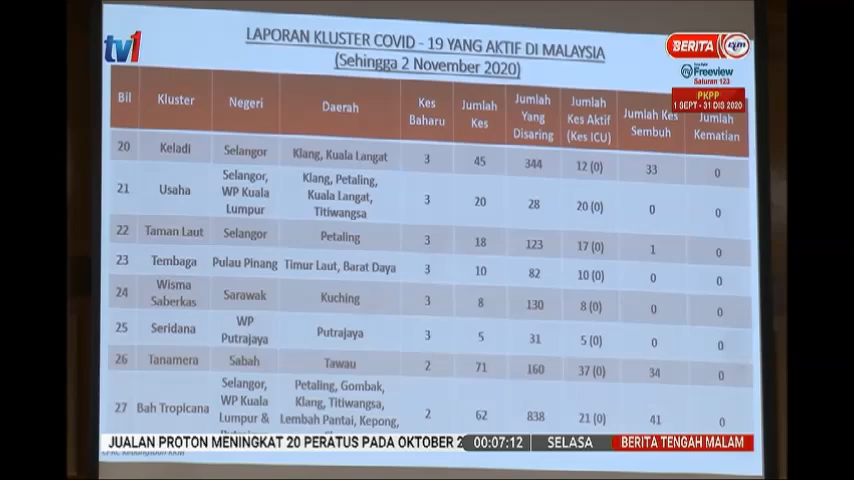 tv1
LAPORAN KLUSTER COVID - 19 YANG AKTIF DI MALAYSIA
(Sehingga 2 November 2020)
BERITA rtm
Freeview
Saluran 123
PKPP
1 SEPT - 31 DIS 2020
Bil Kluster Negeri Daerah Kes Baharu Jumlah Kes Jumlah Yang Disaring Jumlah Kes Aktif (Kes ICU) Jumlah Kes Sembuh Jumlah Kematian
20 Keladi Selangor Klang, Kuala Langat 3 45 344 12 (0) 33 0
21 Usaha Selangor, WP Kuala Lumpur Klang, Petaling, Kuala Langat, Titiwangsa 3 20 28 20 (0) 0 0
22 Taman Laut Selangor Petaling 3 18 123 17 (0) 1 0
23 Tembaga Pulau Pinang Timur Laut, Barat Daya 3 10 82 10 (0) 0 0
24 Wisma Saberkas Sarawak Kuching 3 8 130 8 (0) 0 0
25 Seridana WP Putrajaya Putrajaya 3 5 31 5 (0) 0 0
26 Tanamera Sabah Tawau 2 71 160 37 (0) 34 0
27 Bah Tropicana Selangor, WP Kuala Lumpur & Petaling, Gombak, Klang, Titiwangsa, Lembah Pantai, Kepong, 2 62 838 21 (0) 41 0
JUALAN PROTON MENINGKAT 20 PERATUS PADA OKTOBER 2 00:07:12 SELASA BERITA TENGAH MALAM